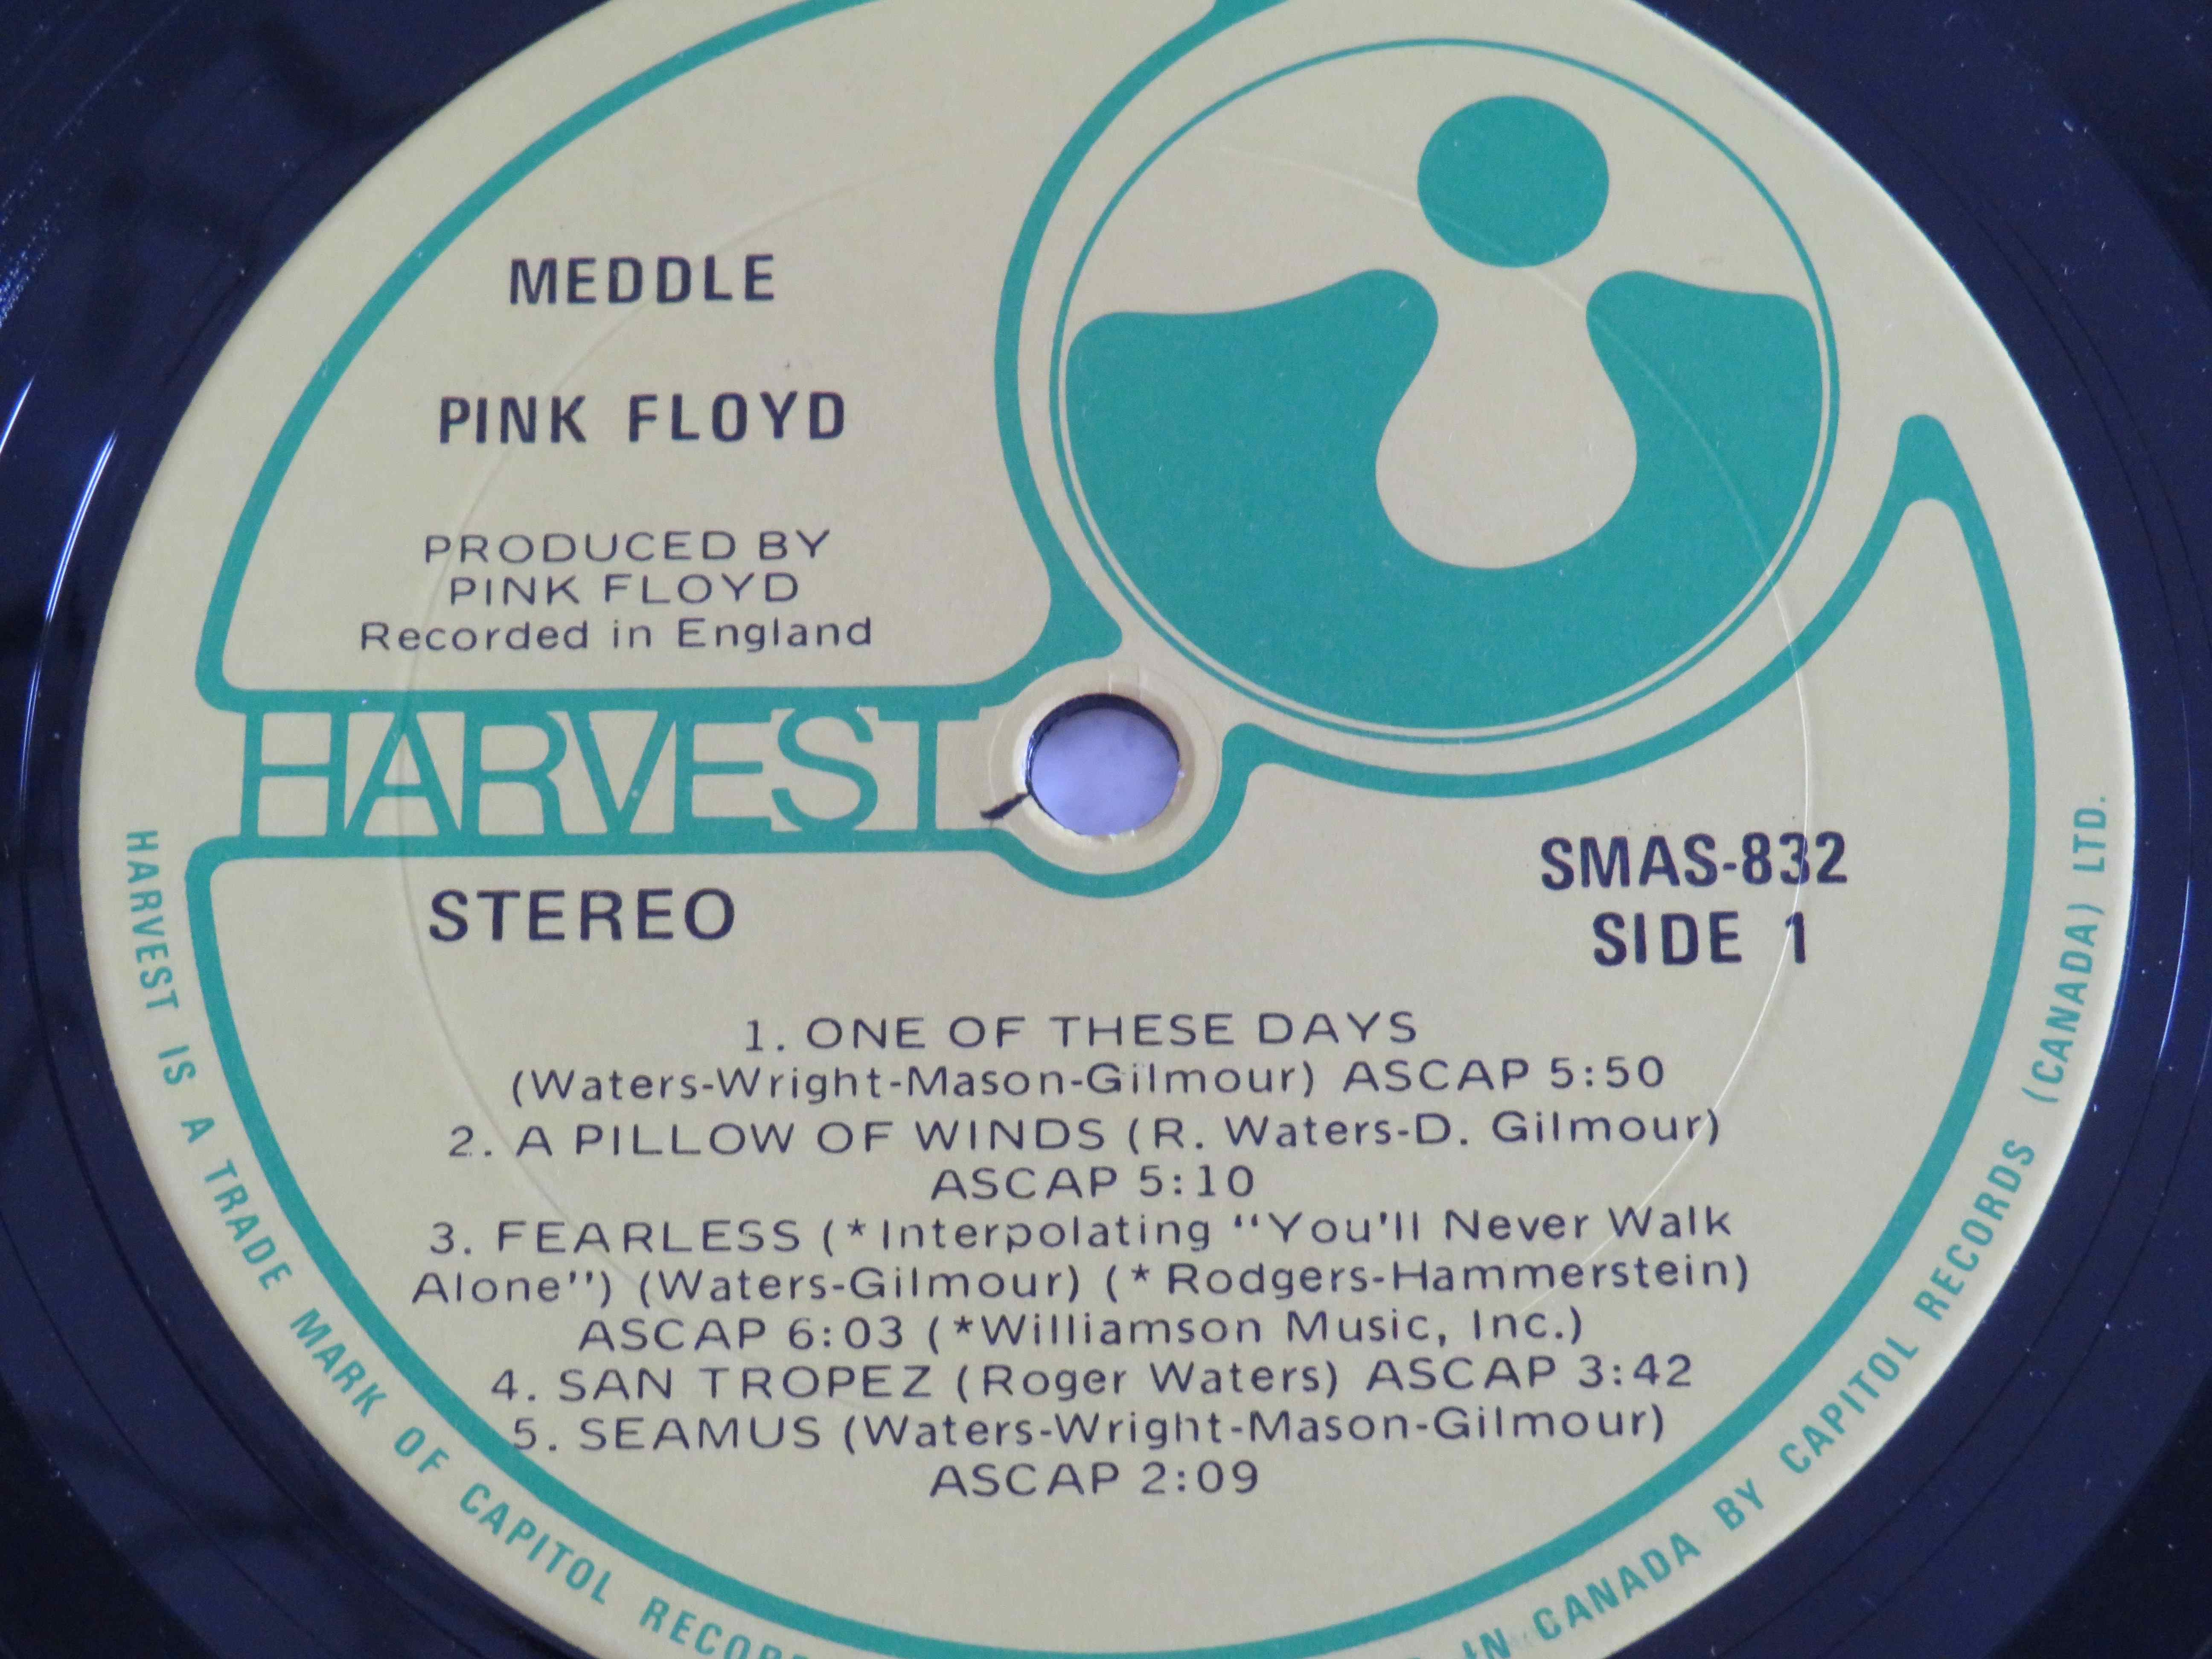 MEDDLE
PINK FLOYD
PRODUCED BY
PINK FLOYD
Recorded in England
HARVEST
STEREO
SMAS-832
SIDE 1
1. ONE OF THESE DAYS
(Waters-Wright-Mason-Gilmour) ASCAP 5:50
2. A PILLOW OF WINDS (R. Waters-D. Gilmour)
ASCAP 5:10
3. FEARLESS (*Interpolating "You'll Never Walk
Alone") (Waters-Gilmour) (*Rodgers-Hammerstein)
ASCAP 6:03 (*Williamson Music, Inc.)
4. SAN TROPEZ (Roger Waters) ASCAP 3:42
5. SEAMUS (Waters-Wright-Mason-Gilmour)
ASCAP 2:09
HARVEST IS A TRADE MARK OF CAPITOL
IN CANADA BY CAPITOL RECORDS (CANADA) LTD.